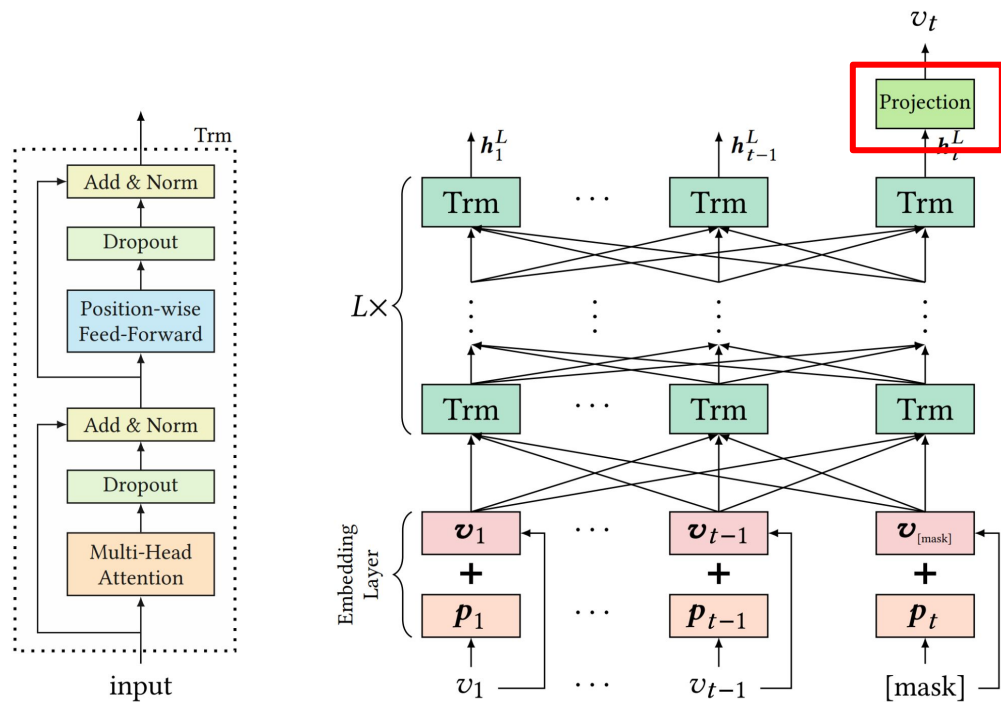 Trm
Add & Norm
Dropout
Position-wise
Feed-Forward
Add & Norm
Dropout
Multi-Head
Attention
input
v_t
Projection
h_1^L
h_{t-1}^L
h_t^L
Trm ... Trm Trm
L×
Trm ... Trm Trm
Embedding
Layer
v_1 ... v_{t-1} v_[mask]
+ + +
p_1 ... p_{t-1} p_t
v_1 ... v_{t-1} [mask]